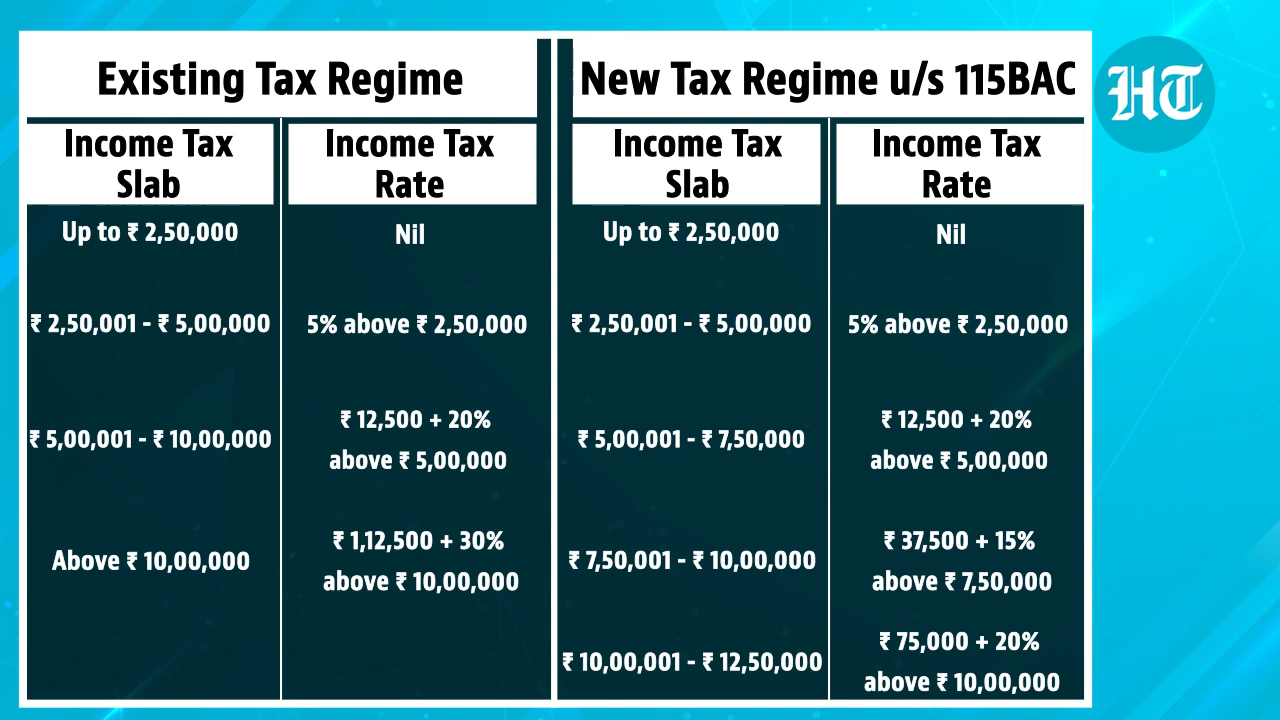 Existing Tax Regime
New Tax Regime u/s 115BAC
HT
Income Tax
Slab
Income Tax
Rate
Income Tax
Slab
Income Tax
Rate
Up to ₹ 2,50,000
Nil
Up to ₹ 2,50,000
Nil
₹ 2,50,001 - ₹ 5,00,000
5% above ₹ 2,50,000
₹ 2,50,001 - ₹ 5,00,000
5% above ₹ 2,50,000
₹ 5,00,001 - ₹ 10,00,000
₹ 12,500 + 20%
above ₹ 5,00,000
₹ 5,00,001 - ₹ 7,50,000
₹ 12,500 + 20%
above ₹ 5,00,000
Above ₹ 10,00,000
₹ 1,12,500 + 30%
above ₹ 10,00,000
₹ 7,50,001 - ₹ 10,00,000
₹ 37,500 + 15%
above ₹ 7,50,000
₹ 10,00,001 - ₹ 12,50,000
₹ 75,000 + 20%
above ₹ 10,00,000